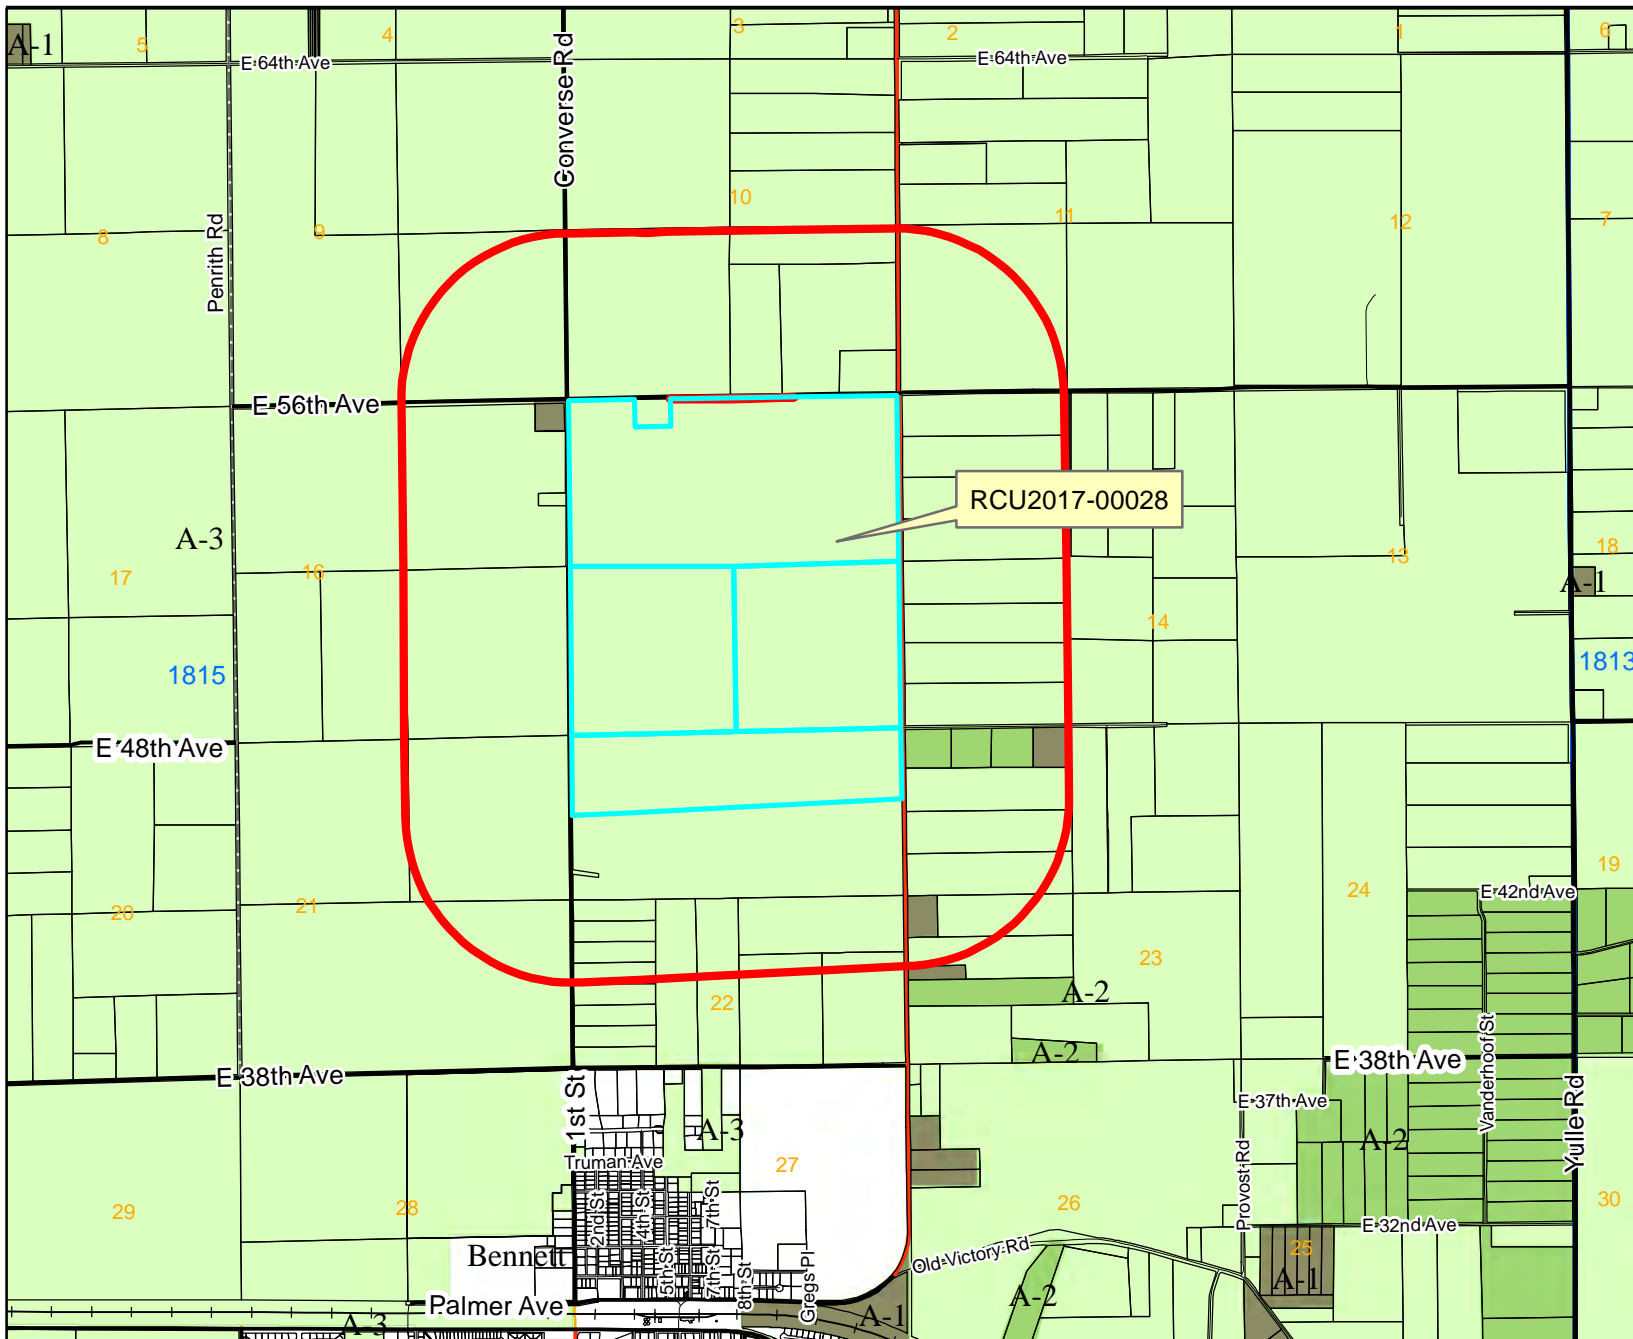 A-1
5
4
3
2
1
6
E 64th Ave
E 64th Ave
Converse Rd
10
11
12
7
8
9
Penrith Rd
E 56th Ave
RCU2017-00028
A-3
17
16
13
18
A-1
14
1815
1813
E 48th Ave
19
24
E 42nd Ave
20
21
23
22
A-2
Vanderhoof St
A-2
E 38th Ave
E 38th Ave
1st St
E 37th Ave
Yulle Rd
A-3
A-2
Truman Ave
27
Provost Rd
29
28
2nd St
4th St
7th St
26
30
E 32nd Ave
Bennett
5th St
7th St
8th St
Gregs Pl
Old Victory Rd
25
A-1
Palmer Ave
A-1
A-2
A-3